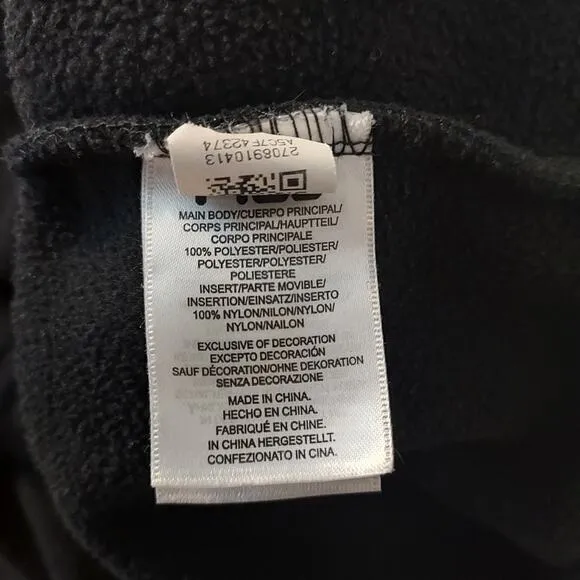 2708910413
A5C7F42374
MAIN BODY/CUERPO PRINCIPAL/
CORPS PRINCIPAL/HAUPTTEIL/
CORPO PRINCIPALE
100% POLYESTER/POLIESTER/
POLYESTER/POLYESTER/
POLIESTERE
INSERT/PARTE MOVIBLE/
INSERTION/EINSATZ/INSERTO
100% NYLON/NILON/NYLON/
NYLON/NAILON
EXCLUSIVE OF DECORATION
EXCEPTO DECORACIÓN
SAUF DÉCORATION/OHNE DEKORATION
SENZA DECORAZIONE
MADE IN CHINA.
HECHO EN CHINA.
FABRIQUÉ EN CHINE.
IN CHINA HERGESTELLT.
CONFEZIONATO IN CINA.